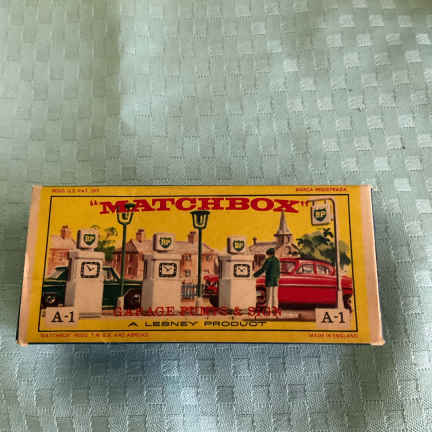 REGD. U.S. PAT. OFF. MARCA REGISTRADA
"MATCHBOX"
BP
BP BP BP
GARAGE PUMPS & SIGN
A-1 A LESNEY PRODUCT A-1
"MATCHBOX" REGD. T.M. G.B. AND ABROAD MADE IN ENGLAND